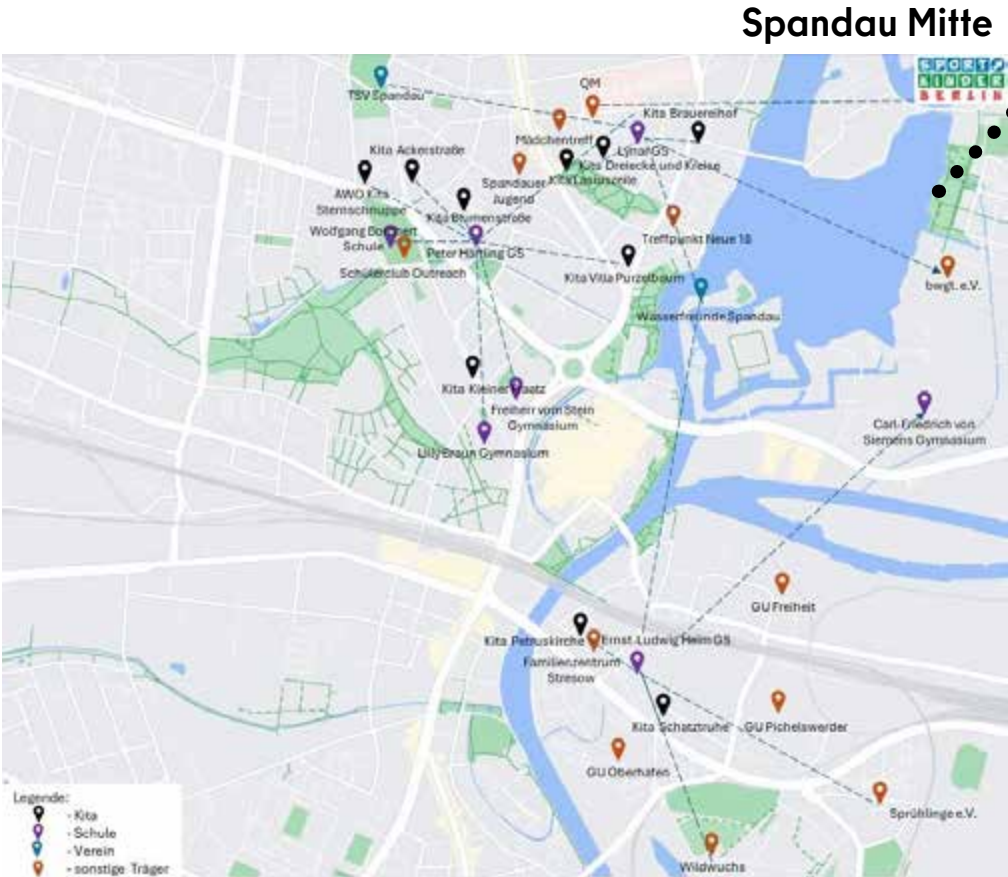 Spandau Mitte
SPORTS
KINDER
BERLIN
TSV Spandau
QM
Kita Brauereihof
Mädchentreff
LynarGS
Kita Ackerstraße
Kita Dreiecke und Kreise
Spandauer
Jugend
Kita Lasiuszeile
AWO Kita
Sternschnuppe
Kita Blumenstraße
Wolfgang Borchert
Schule
Peter Härtling GS
Treffpunkt Neue 18
Schülerclub Outreach
Kita Villa Purzelbaum
bwgt. e.V.
Wasserfreunde Spandau
Kita Kleiner
Freiherr vom Stein
Gymnasium
Carl-Friedrich von
Siemens Gymnasium
Lilly Braun Gymnasium
GU Freiheit
Kita Petruskirche
Ernst-Ludwig Heim GS
Familienzentrum
Stresow
Kita Schatztruhe
GU Pichelswerder
GU Oberhafen
Sprühlinge e.V.
Wildwuchs
Legende:
- Kita
- Schule
- Verein
- sonstige Träger